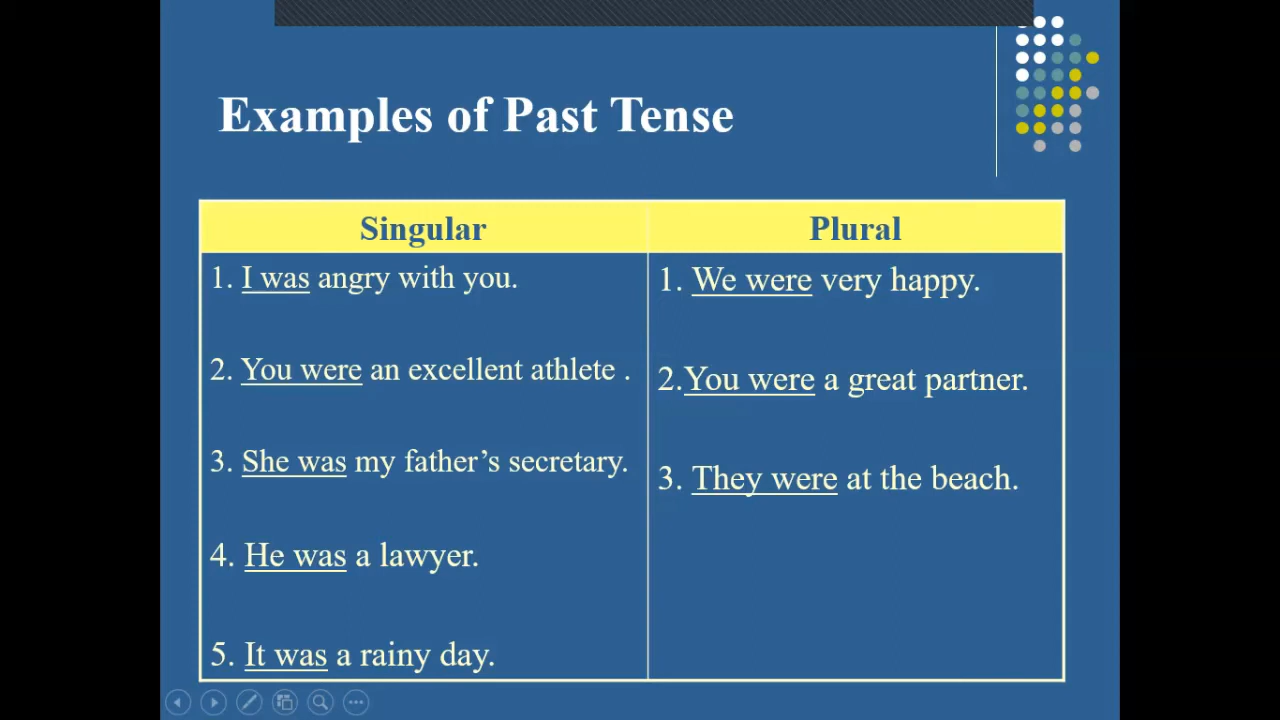 Examples of Past Tense
Singular
Plural
1. I was angry with you.
2. You were an excellent athlete .
3. She was my father’s secretary.
4. He was a lawyer.
5. It was a rainy day.
1. We were very happy.
2.You were a great partner.
3. They were at the beach.